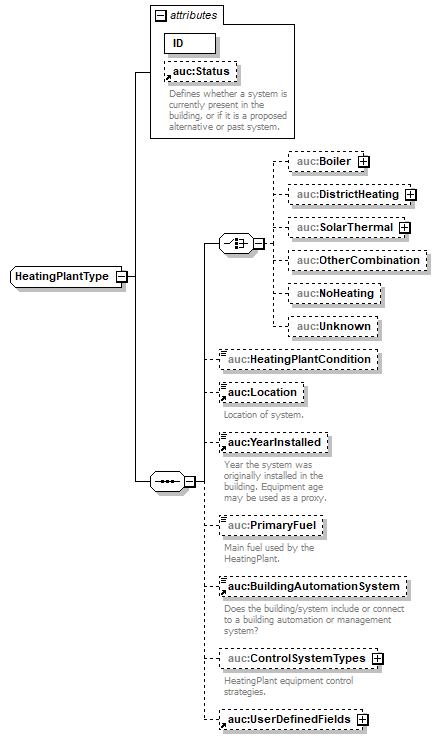 attributes
ID
auc:Status
Defines whether a system is
currently present in the
building, or if it is a proposed
alternative or past system.
auc:Boiler
auc:DistrictHeating
auc:SolarThermal
auc:OtherCombination
auc:NoHeating
auc:Unknown
HeatingPlantType
auc:HeatingPlantCondition
auc:Location
Location of system.
auc:YearInstalled
Year the system was
originally installed in the
building. Equipment age
may be used as a proxy.
auc:PrimaryFuel
Main fuel used by the
HeatingPlant.
auc:BuildingAutomationSystem
Does the building/system include or connect
to a building automation or management
system?
auc:ControlSystemTypes
HeatingPlant equipment control
strategies.
auc:UserDefinedFields